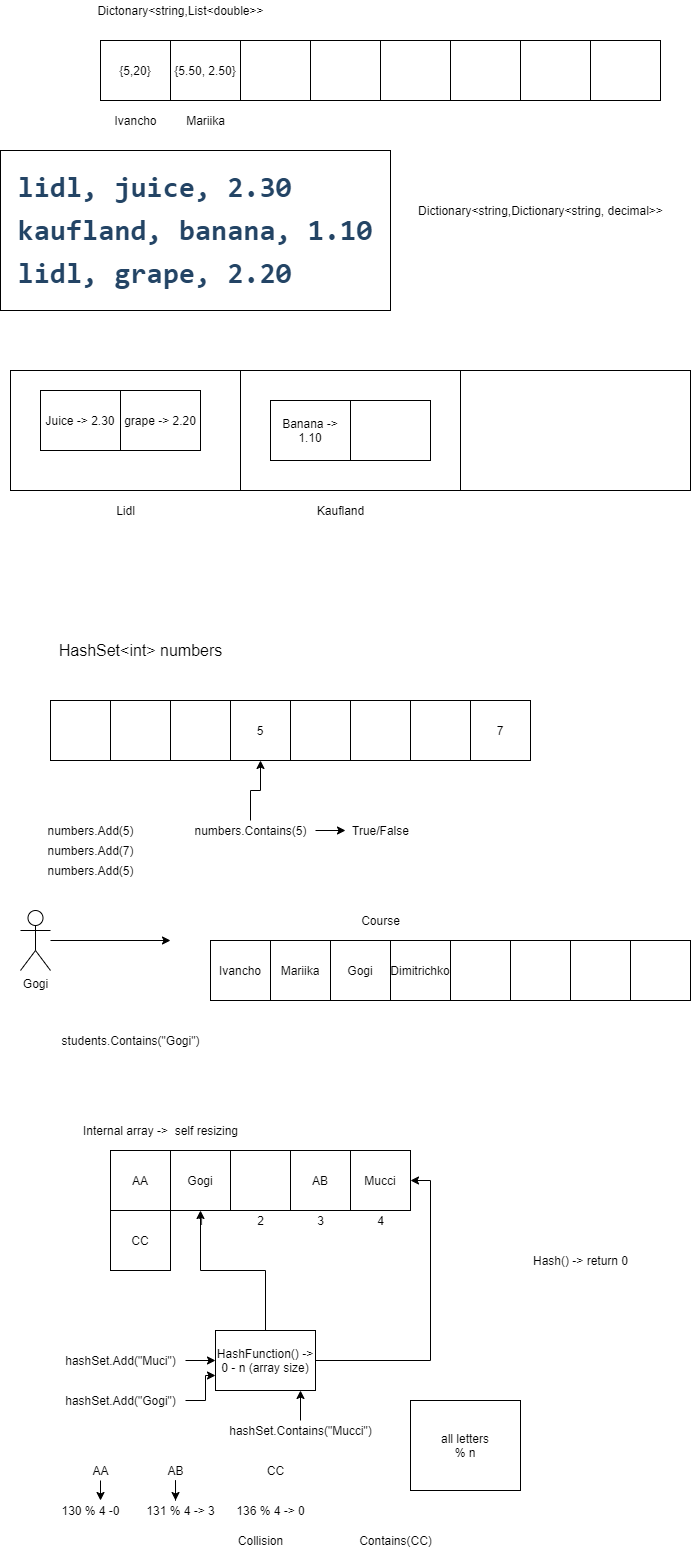 Dictonary<string,List<double>>
{5,20} {5.50, 2.50}
Ivancho Mariika
lidl, juice, 2.30
kaufland, banana, 1.10
lidl, grape, 2.20
Dictionary<string,Dictionary<string, decimal>>
Juice -> 2.30 grape -> 2.20
Banana ->
1.10
Lidl Kaufland
HashSet<int> numbers
5 7
numbers.Add(5)
numbers.Add(7)
numbers.Add(5)
numbers.Contains(5) True/False
Course
Ivancho Mariika Gogi Dimitrichko
Gogi
students.Contains("Gogi")
Internal array -> self resizing
AA Gogi AB Mucci
2 3 4
CC
Hash() -> return 0
HashFunction() ->
0 - n (array size)
hashSet.Add("Muci")
hashSet.Add("Gogi")
hashSet.Contains("Mucci")
all letters
% n
AA AB CC
130 % 4 -0 131 % 4 -> 3 136 % 4 -> 0
Collision Contains(CC)